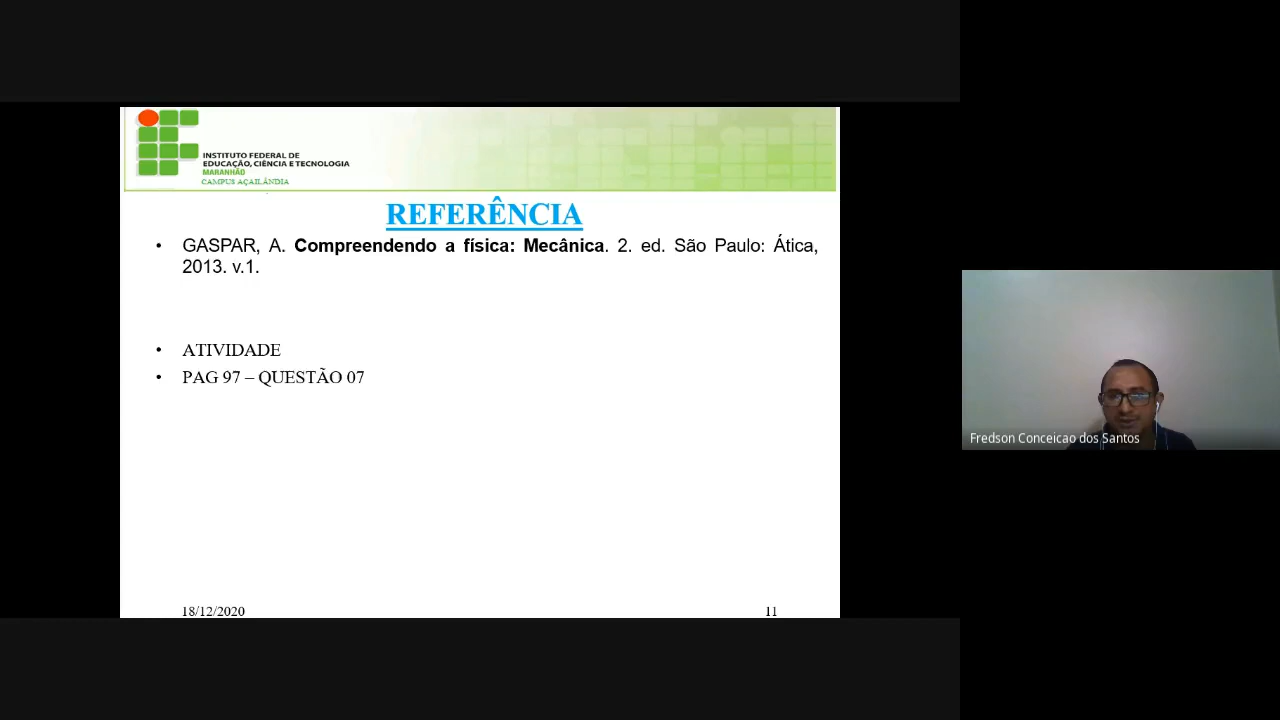 INSTITUTO FEDERAL DE
EDUCAÇÃO, CIÊNCIA E TECNOLOGIA
MARANHÃO
CAMPUS AÇAILÂNDIA
REFERÊNCIA
• GASPAR, A. Compreendendo a física: Mecânica. 2. ed. São Paulo: Ática,
2013. v.1.
• ATIVIDADE
• PAG 97 – QUESTÃO 07
18/12/2020
11
Fredson Conceicao dos Santos